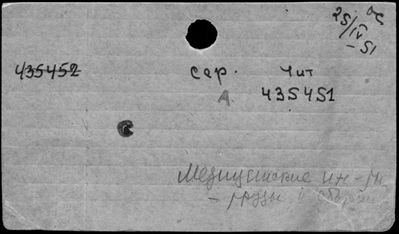 25/IV-51
435452 Сер. Чит
А. 435451
Медицинские ин-ты